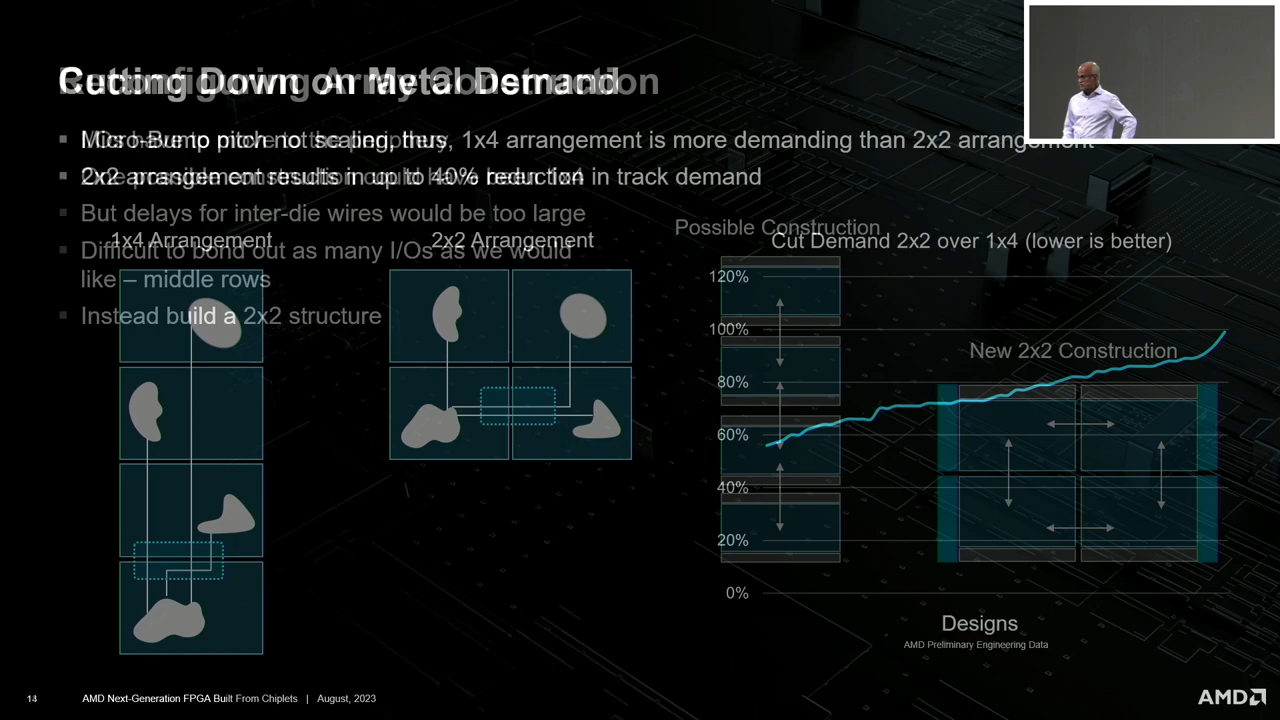 Cutting Down on Metal Demand
Micro-Bump pitch not scaling, thus, 1x4 arrangement is more demanding than 2x2 arrangement
2x2 arrangement results in up to 40% reduction in track demand
But delays for inter-die wires would be too large
Difficult to bond out as many I/Os as we would
like – middle rows
Instead build a 2x2 structure
1x4 Arrangement
2x2 Arrangement
Possible Construction
Cut Demand 2x2 over 1x4 (lower is better)
120%
100%
80%
60%
40%
20%
0%
New 2x2 Construction
Designs
AMD Preliminary Engineering Data
AMD Next-Generation FPGA Built From Chiplets | August, 2023
AMD